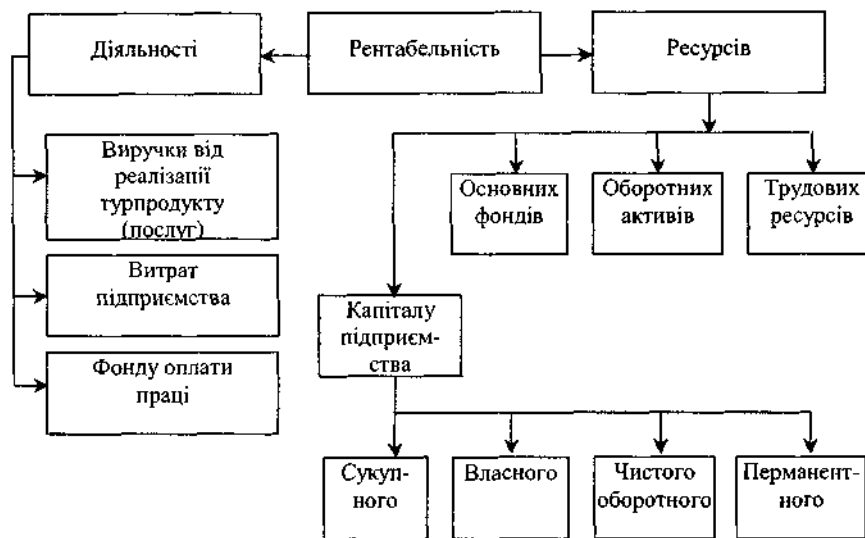 Діяльності
Рентабельність
Ресурсів
Виручки від
реалізації
турпродукту
(послуг)
Витрат
підприємства
Фонду оплати
праці
Основних
фондів
Оборотних
активів
Трудових
ресурсів
Капіталу
підприєм-
ства
Сукуп-
ного
Власного
Чистого
оборотного
Перманент-
ного